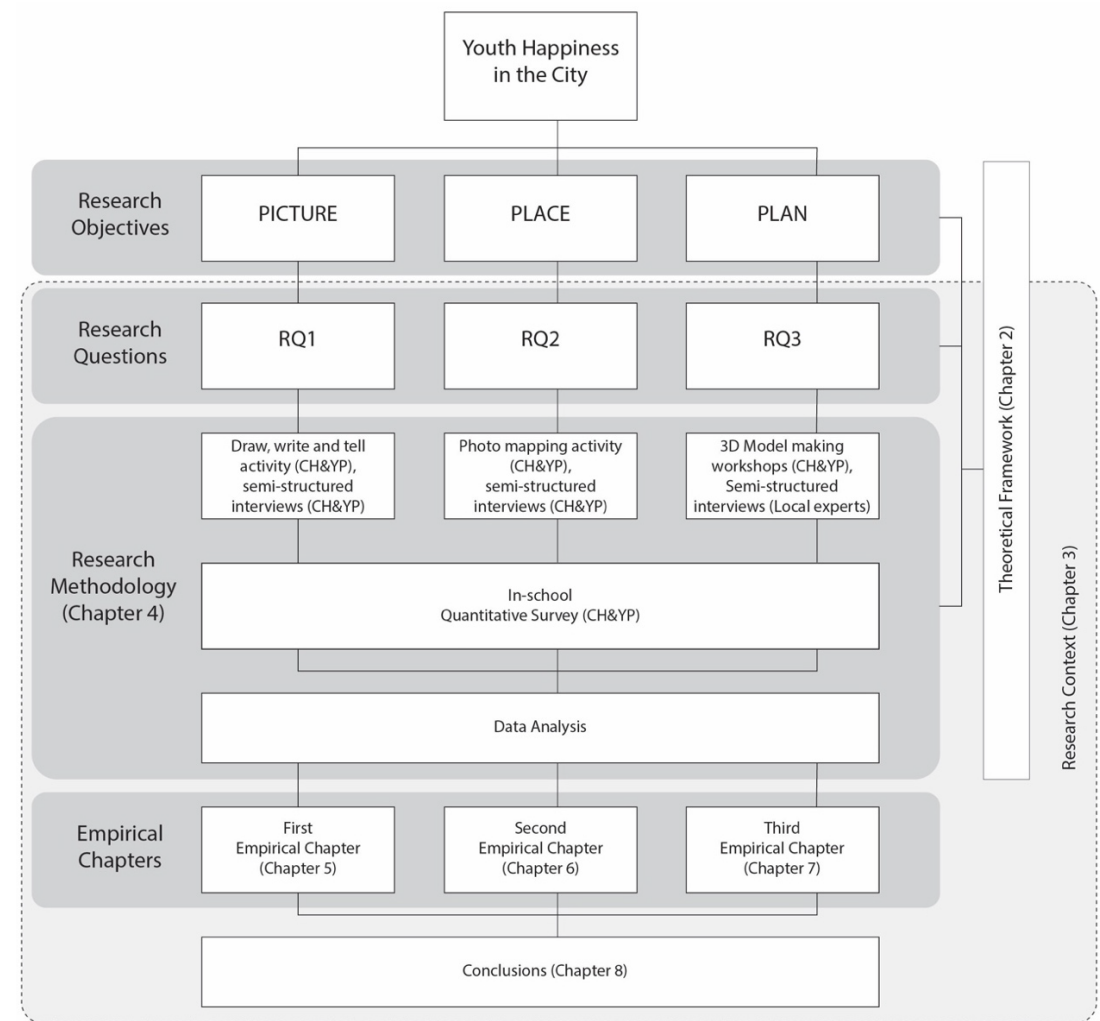 Youth Happiness
in the City
Research
Objectives
PICTURE
PLACE
PLAN
Research
Questions
RQ1
RQ2
RQ3
Research
Methodology
(Chapter 4)
Draw, write and tell
activity (CH&YP),
semi-structured
interviews (CH&YP)
Photo mapping activity
(CH&YP),
semi-structured
interviews (CH&YP)
3D Model making
workshops (CH&YP),
Semi-structured
interviews (Local experts)
In-school
Quantitative Survey (CH&YP)
Data Analysis
Empirical
Chapters
First
Empirical Chapter
(Chapter 5)
Second
Empirical Chapter
(Chapter 6)
Third
Empirical Chapter
(Chapter 7)
Conclusions (Chapter 8)
Theoretical Framework (Chapter 2)
Research Context (Chapter 3)